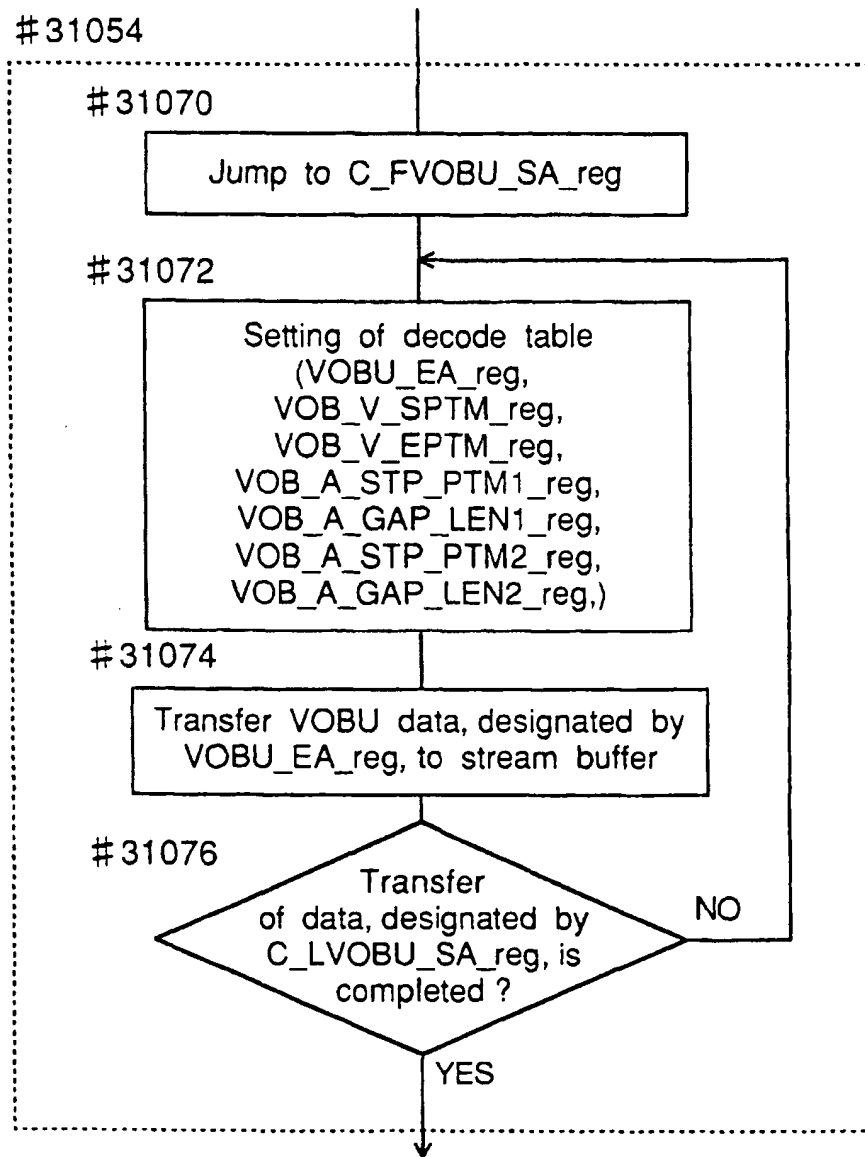 #31054
#31070
Jump to C_FVOBU_SA_reg
#31072
Setting of decode table
(VOBU_EA_reg,
VOB_V_SPTM_reg,
VOB_V_EPTM_reg,
VOB_A_STP_PTM1_reg,
VOB_A_GAP_LEN1_reg,
VOB_A_STP_PTM2_reg,
VOB_A_GAP_LEN2_reg,)
#31074
Transfer VOBU data, designated by
VOBU_EA_reg, to stream buffer
#31076
Transfer
of data, designated by
C_LVOBU_SA_reg, is
completed ?
NO
YES